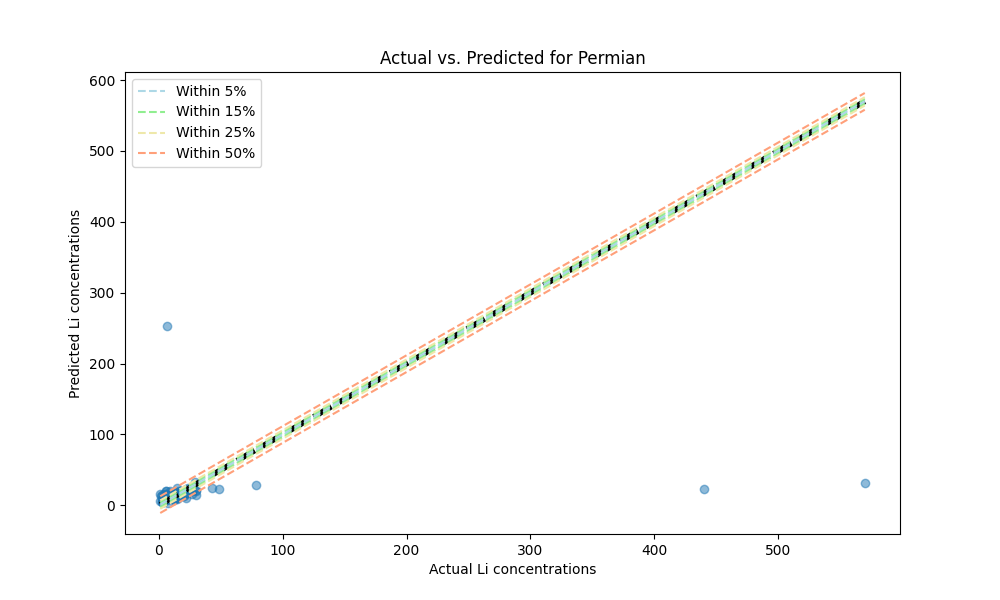 Actual vs. Predicted for Permian
Within 5%
Within 15%
Within 25%
Within 50%
Predicted Li concentrations
600
500
400
300
200
100
0
0 100 200 300 400 500
Actual Li concentrations